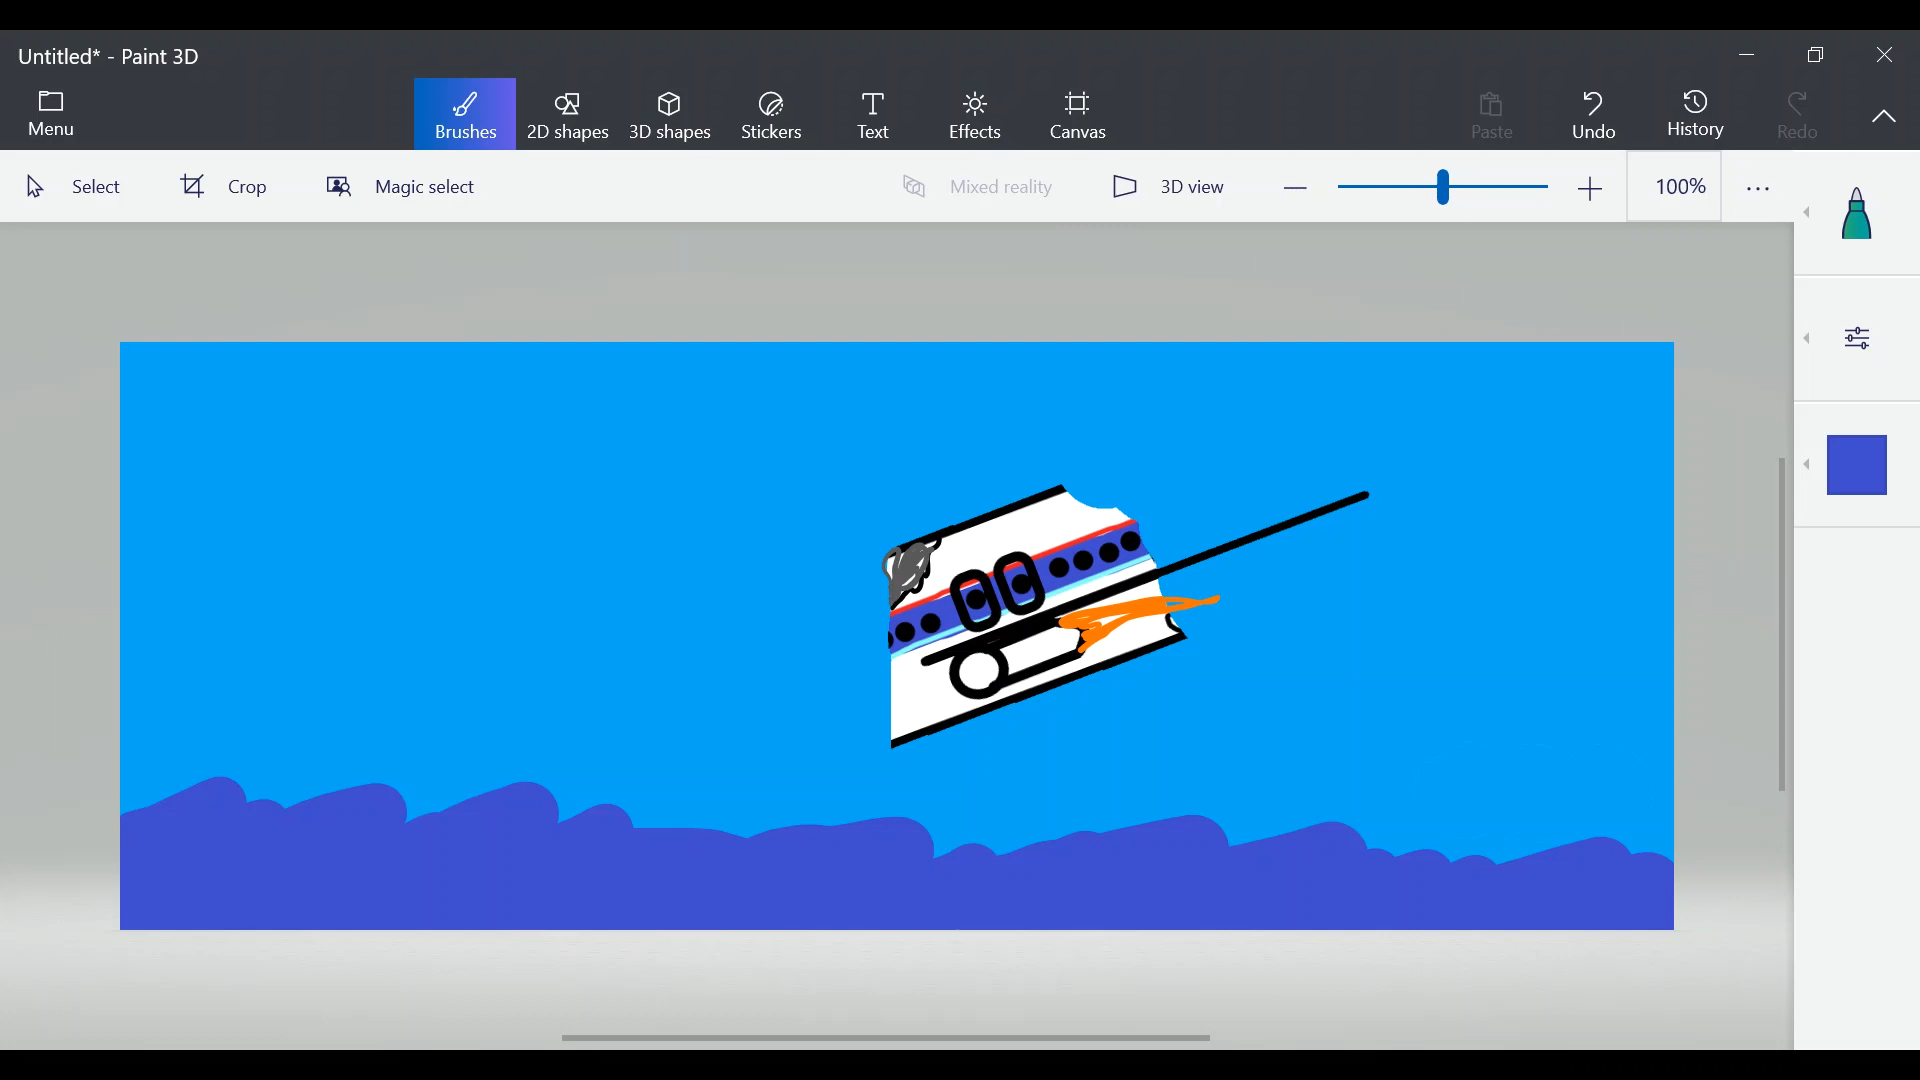 Untitled* - Paint 3D
Menu
Brushes
2D shapes
3D shapes
Stickers
Text
Effects
Canvas
Paste
Undo
History
Redo
Select
Crop
Magic select
Mixed reality
3D view
100%